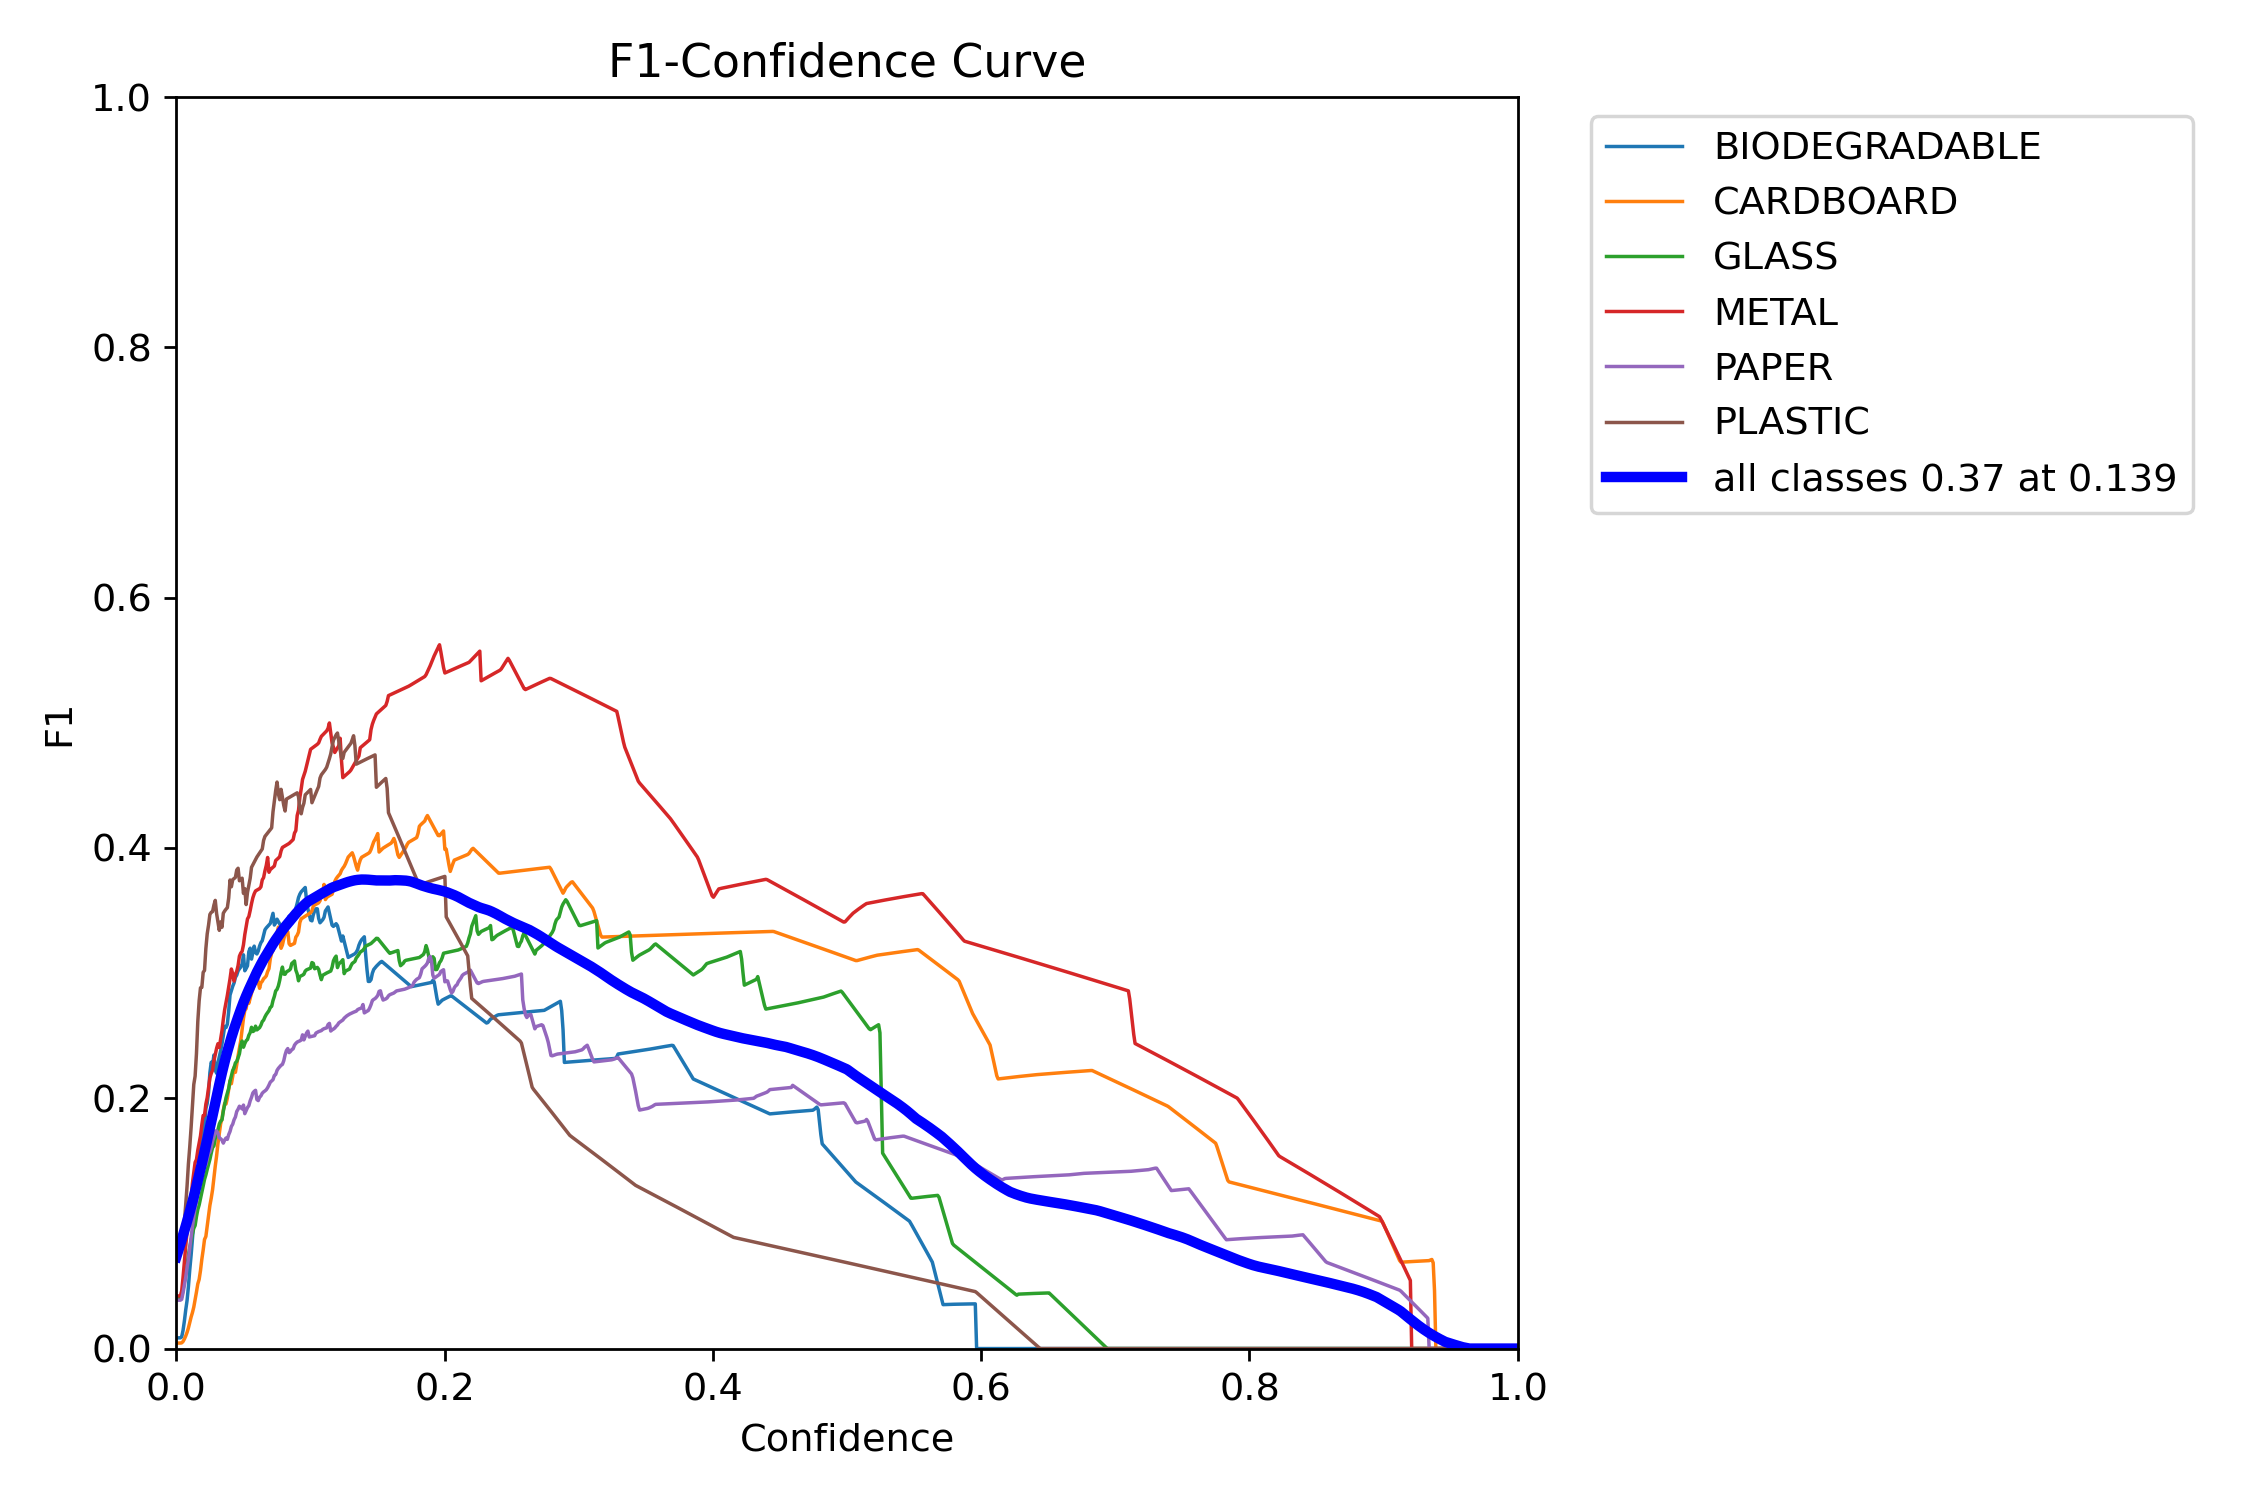 F1-Confidence Curve
1.0
0.8
0.6
0.4
0.2
0.0
F1
0.0 0.2 0.4 0.6 0.8 1.0
Confidence
BIODEGRADABLE
CARDBOARD
GLASS
METAL
PAPER
PLASTIC
all classes 0.37 at 0.139